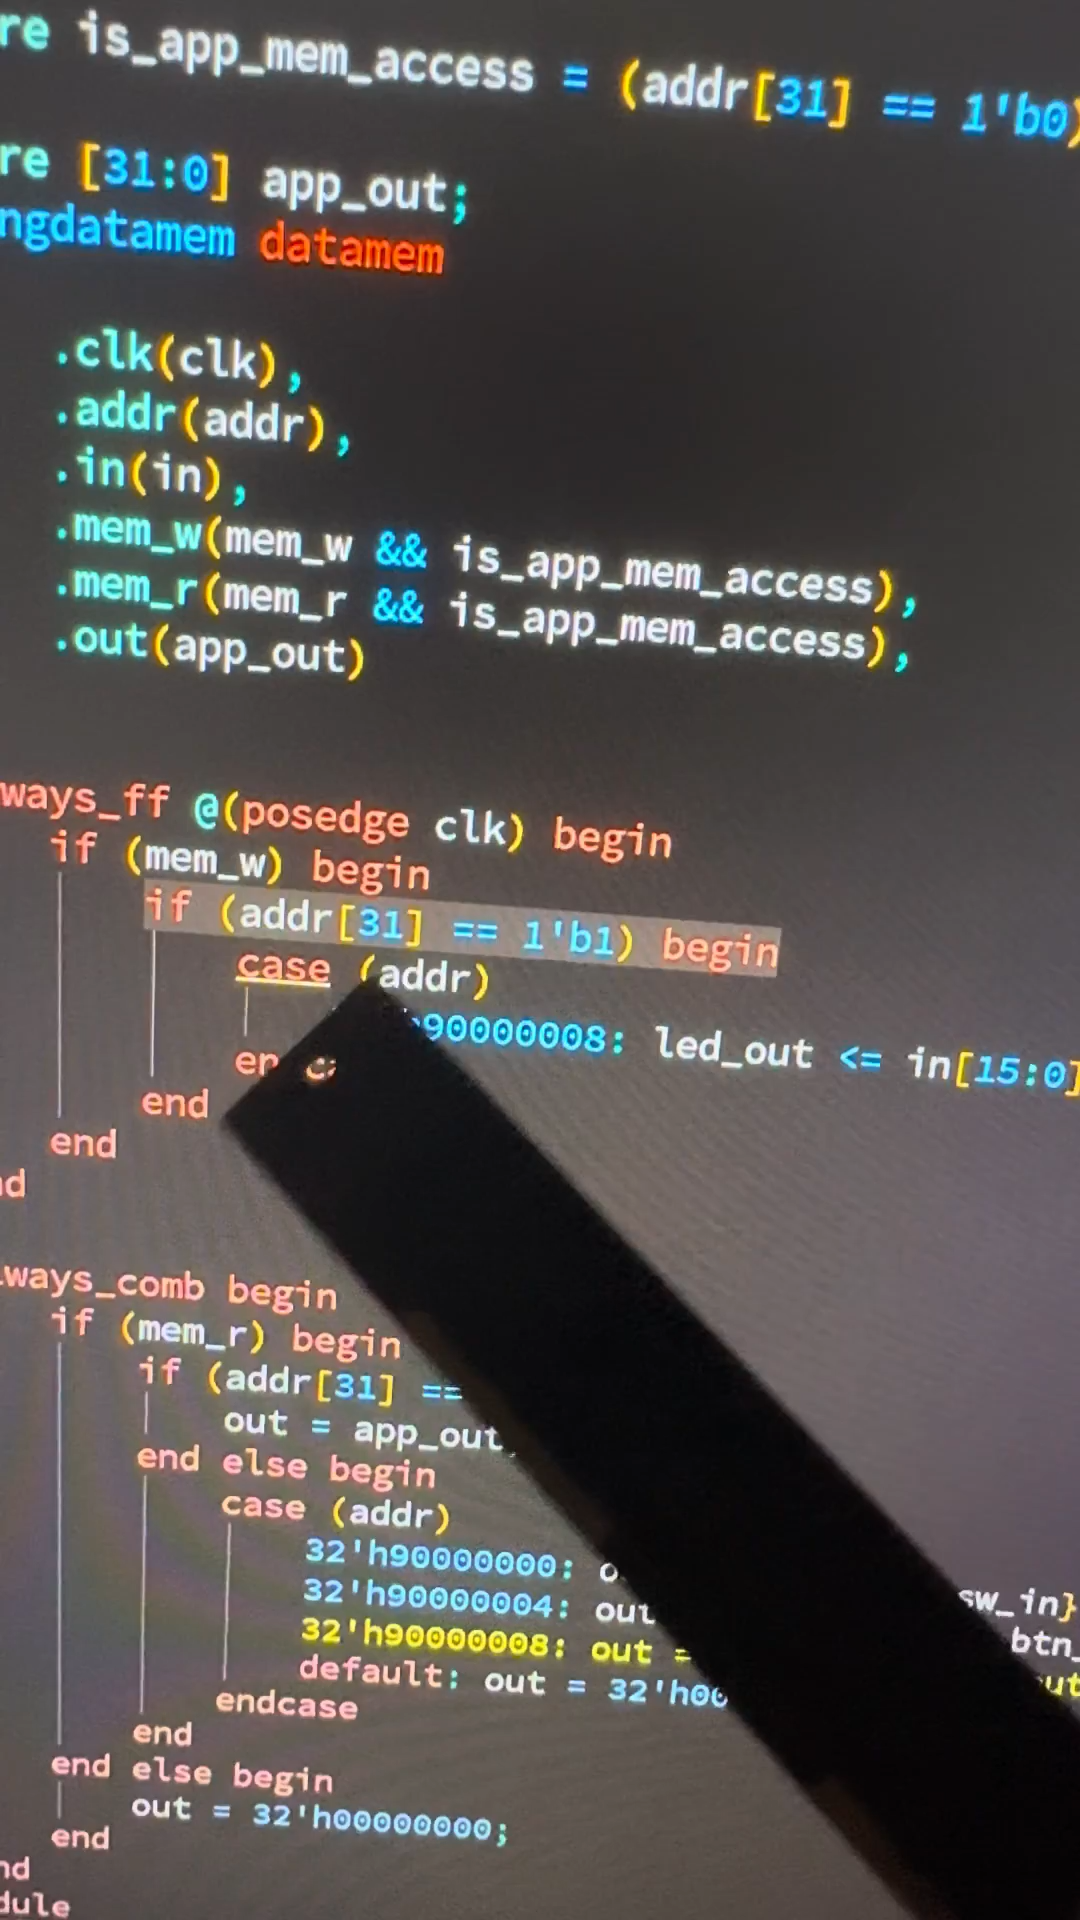 re is_app_mem_access = (addr[31] == 1'b0)
re [31:0] app_out;
ngdatamem datamem
.clk(clk),
.addr(addr),
.in(in),
.mem_w(mem_w && is_app_mem_access),
.mem_r(mem_r && is_app_mem_access),
.out(app_out)
ways_ff @(posedge clk) begin
if (mem_w) begin
if (addr[31] == 1'b1) begin
case (addr)
90000008: led_out <= in[15:0]
end
end
d
ways_comb begin
if (mem_r) begin
if (addr[31] ==
out = app_out
end else begin
case (addr)
32'h90000000: sw_in}
32'h90000004: out btn_
32'h90000008: out = ut
default: out = 32'h00
endcase
end
end else begin
out = 32'h00000000;
end
nd
dule